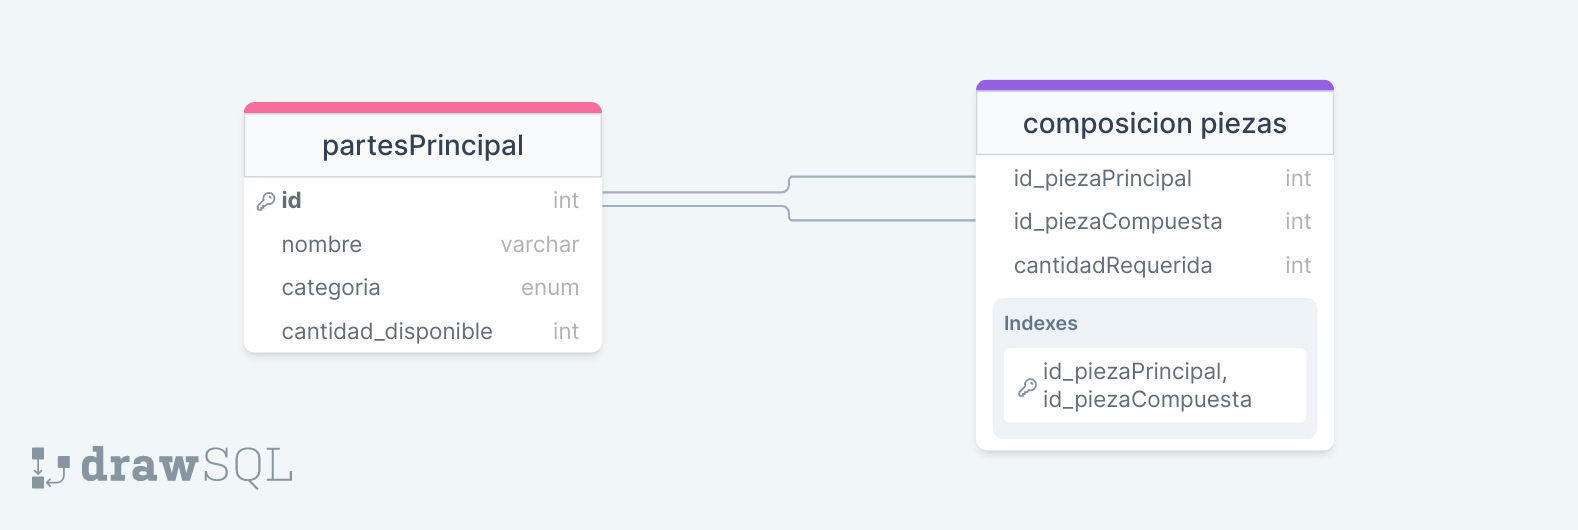 partesPrincipal
id int
nombre varchar
categoria enum
cantidad_disponible int
composicion piezas
id_piezaPrincipal int
id_piezaCompuesta int
cantidadRequerida int
Indexes
id_piezaPrincipal,
id_piezaCompuesta
drawSQL